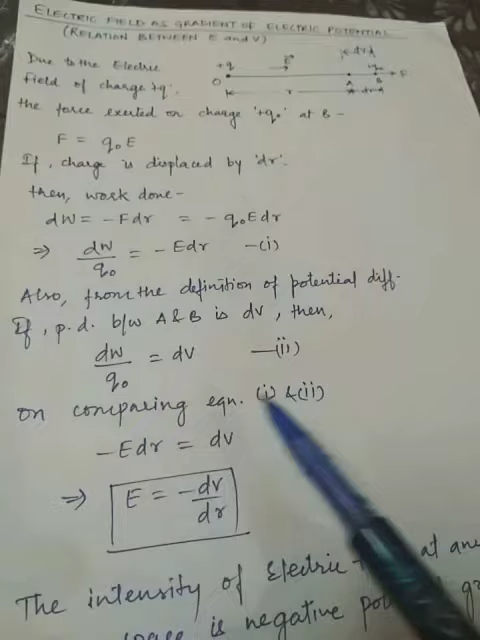 ELECTRIC FIELD AS GRADIENT OF ELECTRIC POTENTIAL
(RELATION BETWEEN E and V)
Due to the Electric
field of charge +q.
+q E
O r A B
the force exerted on charge '+q₀' at B -
F = q₀E
If, charge is displaced by 'dr'.
then, work done -
dW = - Fdr = - q₀Edr
⇒ dW/q₀ = - Edr -(i)
Also, from the definition of potential diff.
If, p.d. b/w A & B is dv, then,
dw/q₀ = dv —(ii)
on comparing eqn. (i) & (ii)
- Edr = dv
⇒ E = - dv/dr
The intensity of Electric at
is negative